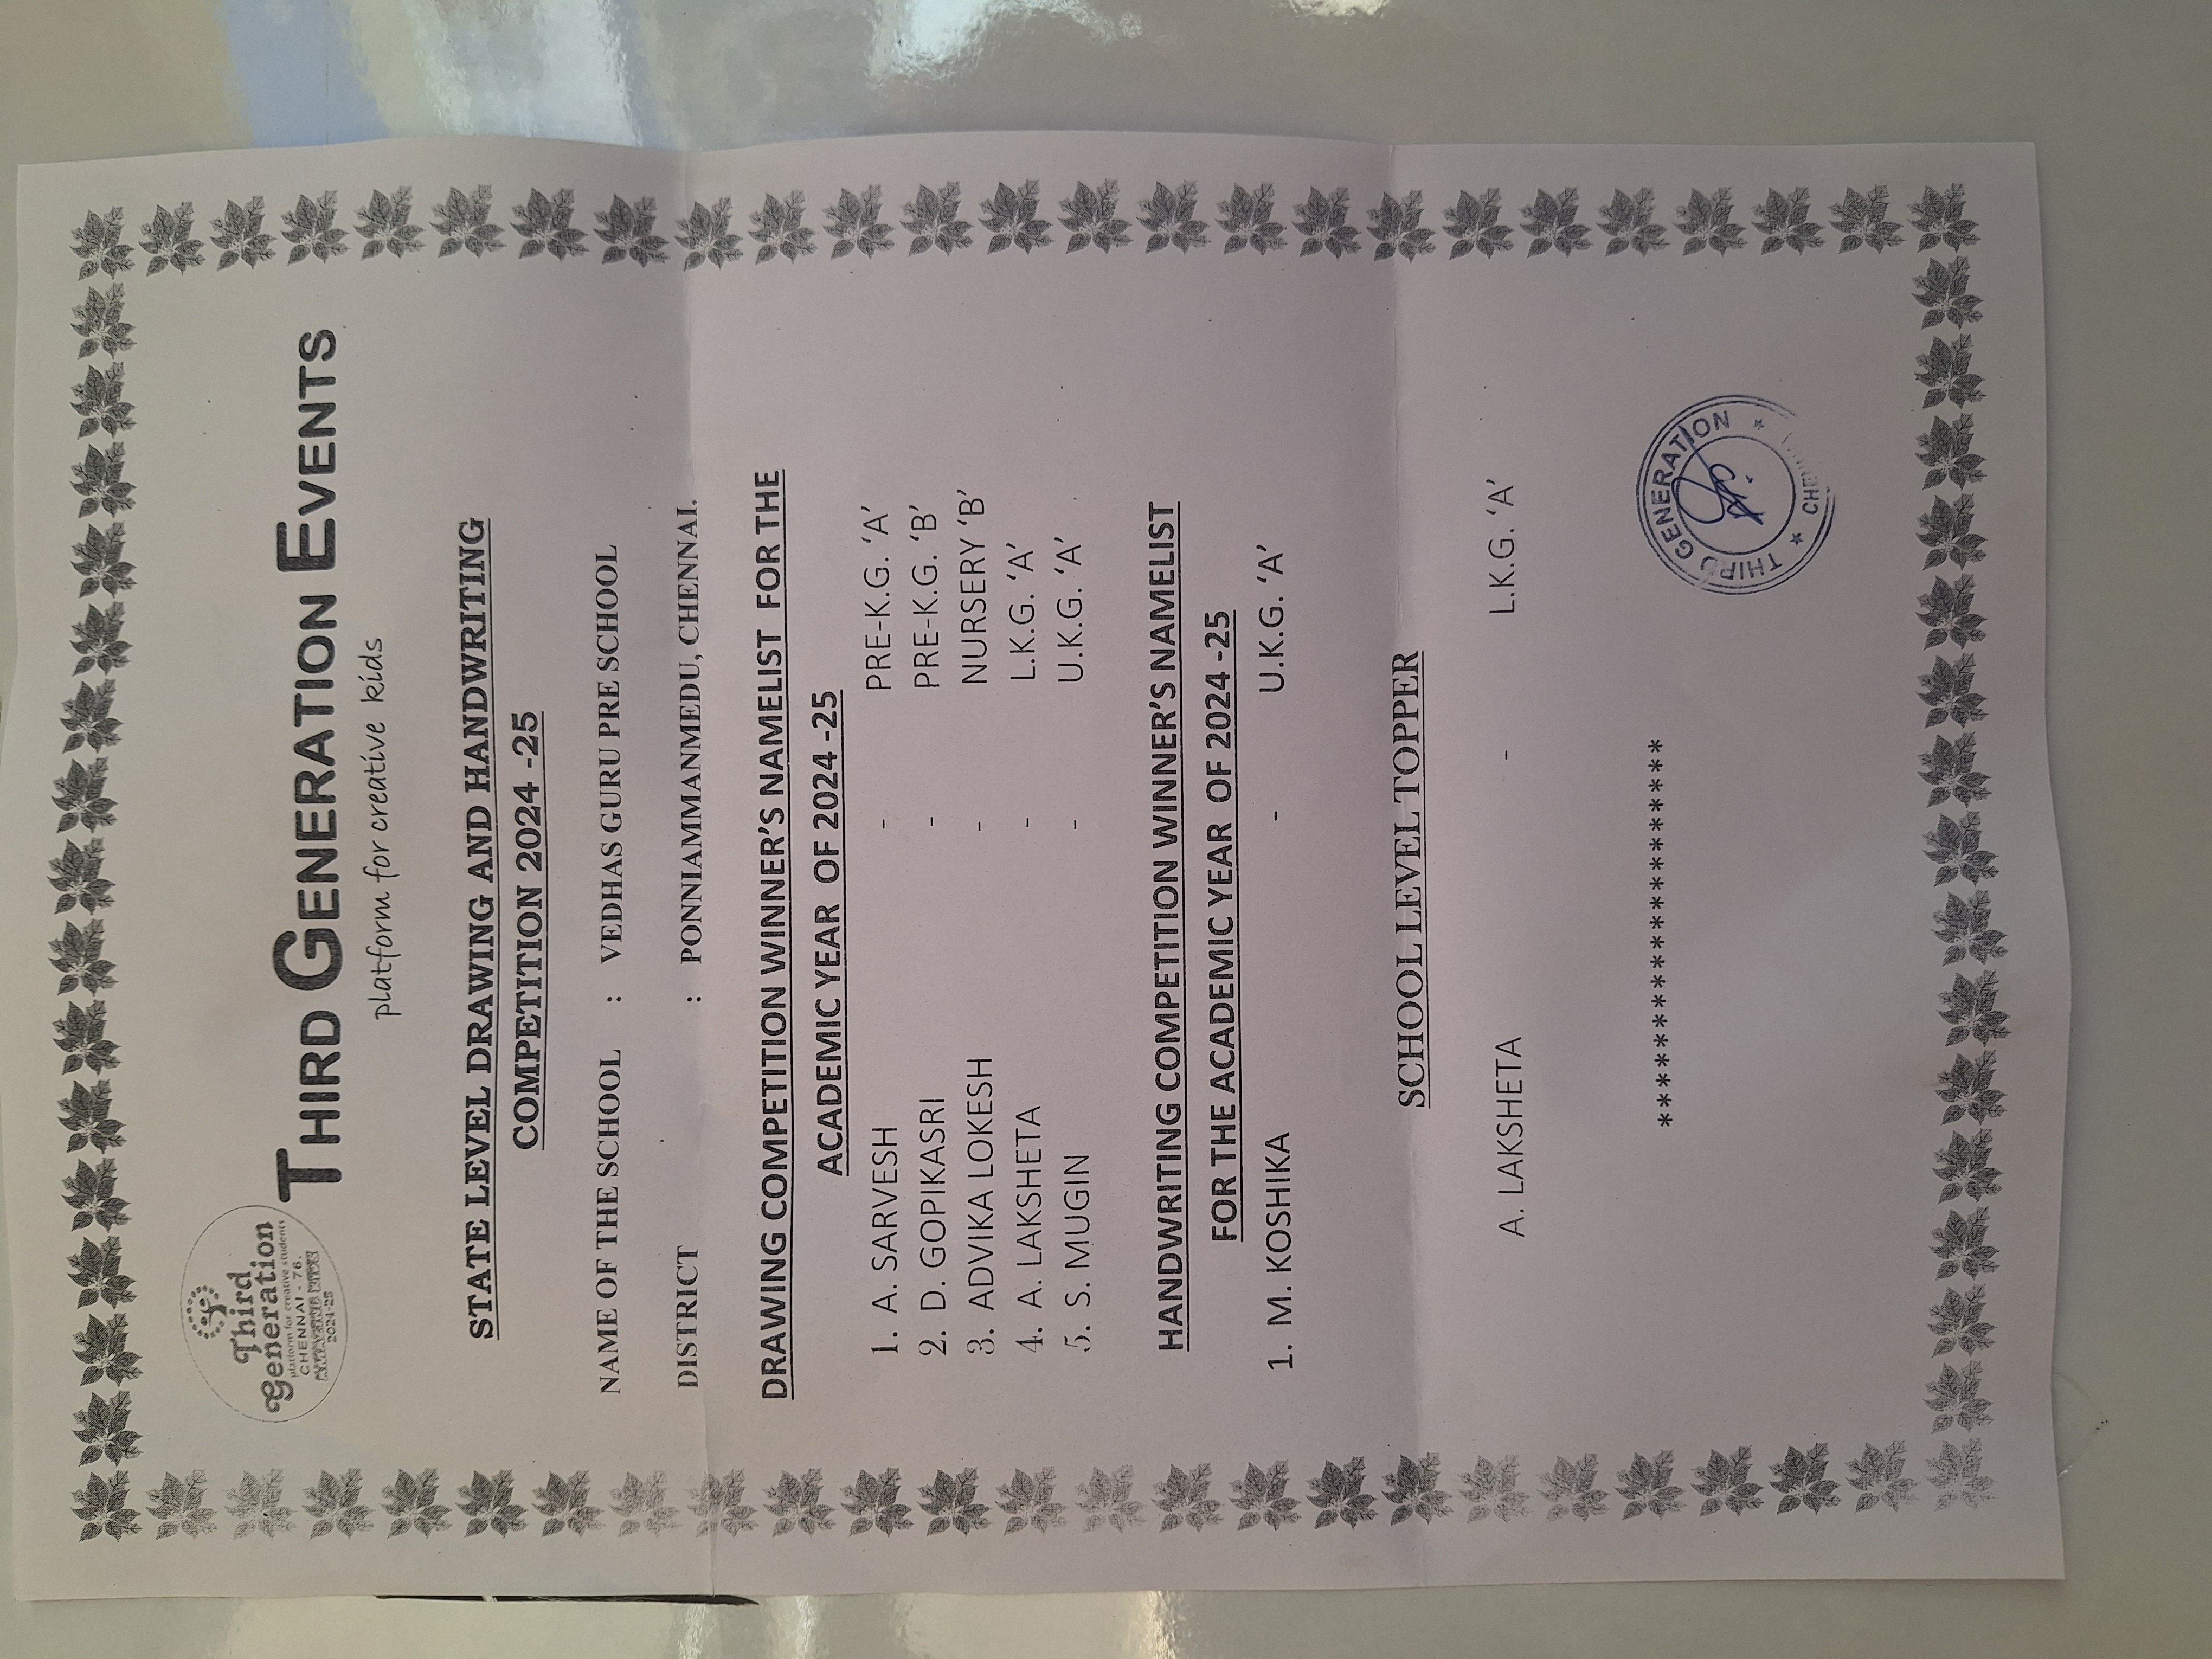 Third
Generation
platform for creative students
CHENNAI - 76.
2024-25
THIRD GENERATION EVENTS
platform for creative kids
STATE LEVEL DRAWING AND HANDWRITING
COMPETITION 2024 -25
NAME OF THE SCHOOL : VEDHAS GURU PRE SCHOOL
DISTRICT : PONNIAMMANMEDU, CHENNAI.
DRAWING COMPETITION WINNER’S NAMELIST FOR THE
ACADEMIC YEAR OF 2024 -25
1. A. SARVESH - PRE-K.G. ‘A’
2. D. GOPIKASRI - PRE-K.G. ‘B’
3. ADVIKA LOKESH - NURSERY ‘B’
4. A. LAKSHETA - L.K.G. ‘A’
5. S. MUGIN - U.K.G. ‘A’
HANDWRITING COMPETITION WINNER’S NAMELIST
FOR THE ACADEMIC YEAR OF 2024 -25
1. M. KOSHIKA - U.K.G. ‘A’
SCHOOL LEVEL TOPPER
A. LAKSHETA - L.K.G. ‘A’
**************************
★ THIRD GENERATION ★